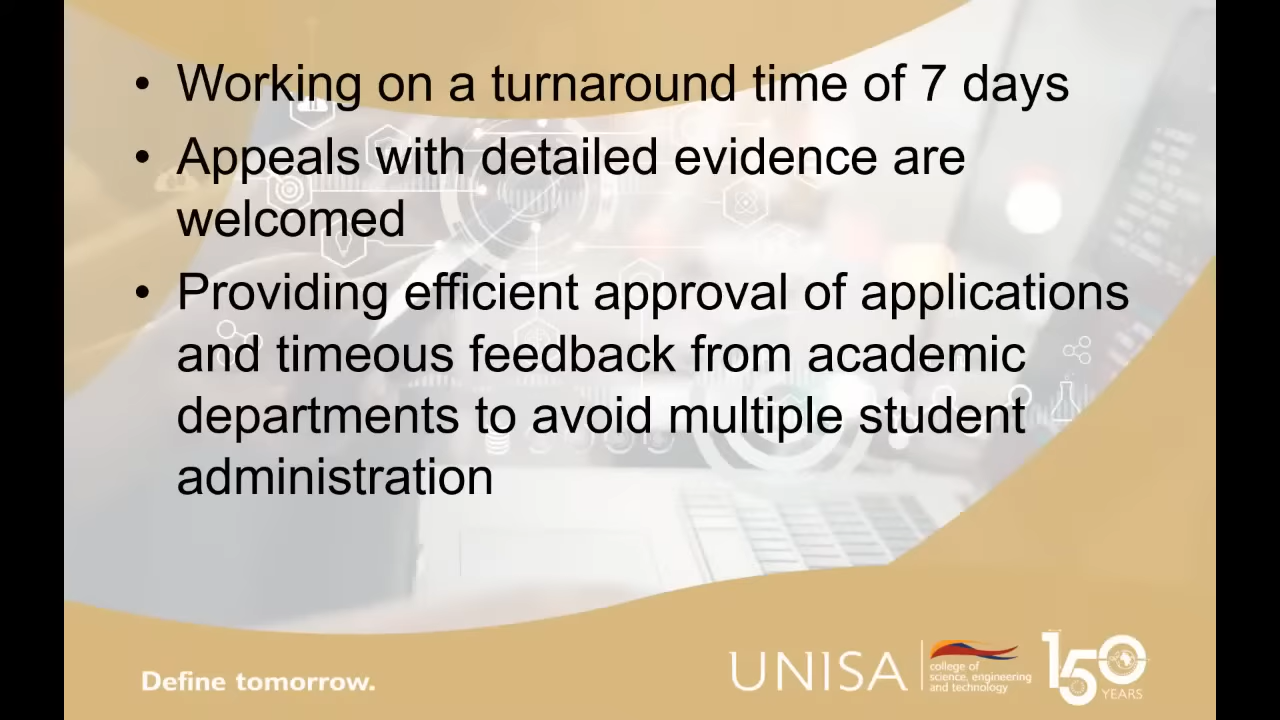 • Working on a turnaround time of 7 days
• Appeals with detailed evidence are
welcomed
• Providing efficient approval of applications
and timeous feedback from academic
departments to avoid multiple student
administration
Define tomorrow.
UNISA
college of
science, engineering
and technology
150
YEARS